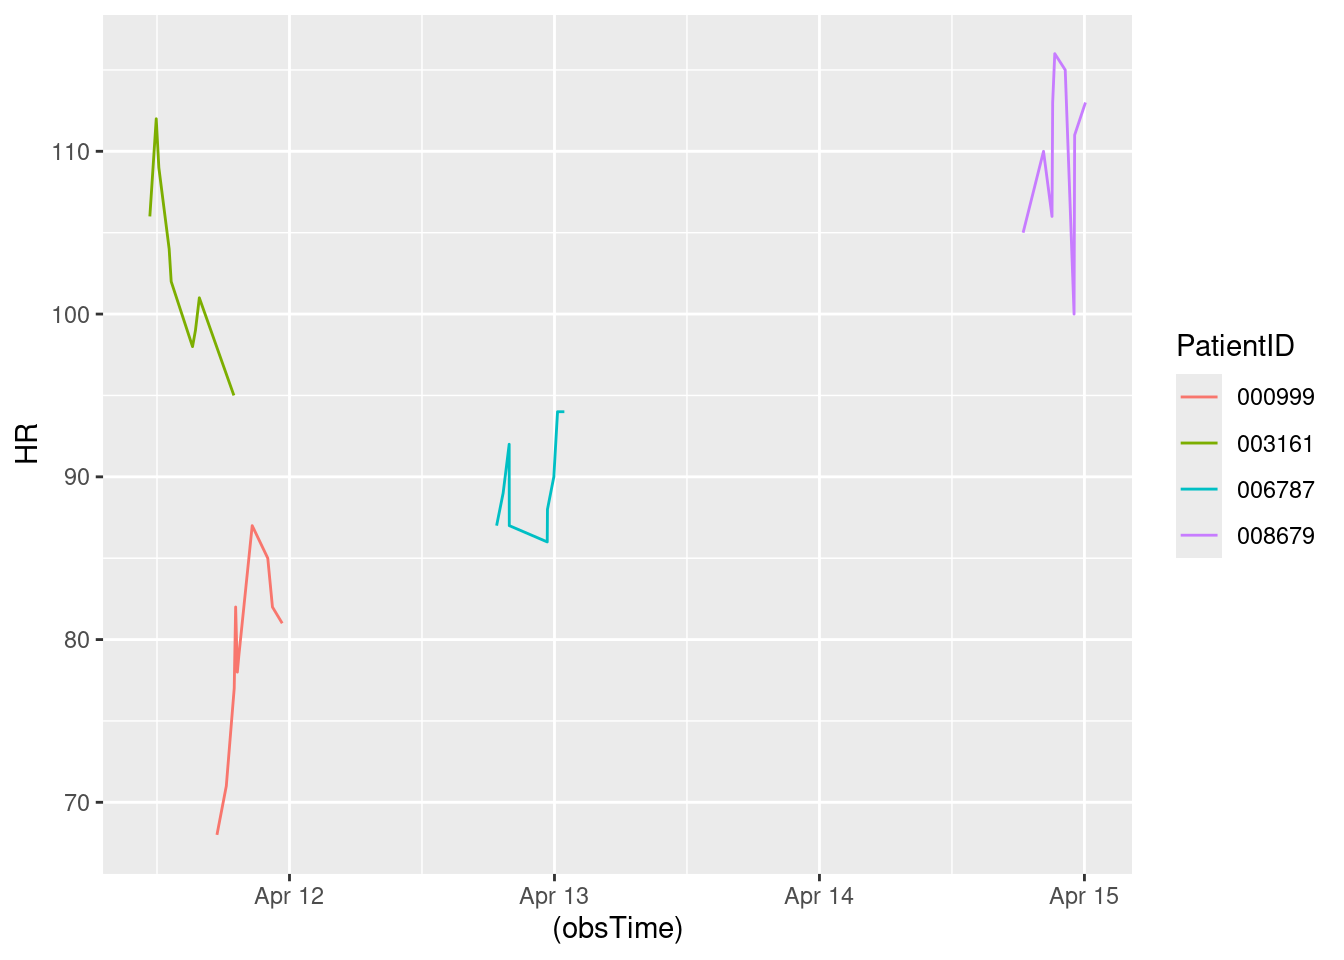 HR
110
100
90
80
70
Apr 12
Apr 13
Apr 14
Apr 15
(obsTime)
PatientID
000999
003161
006787
008679